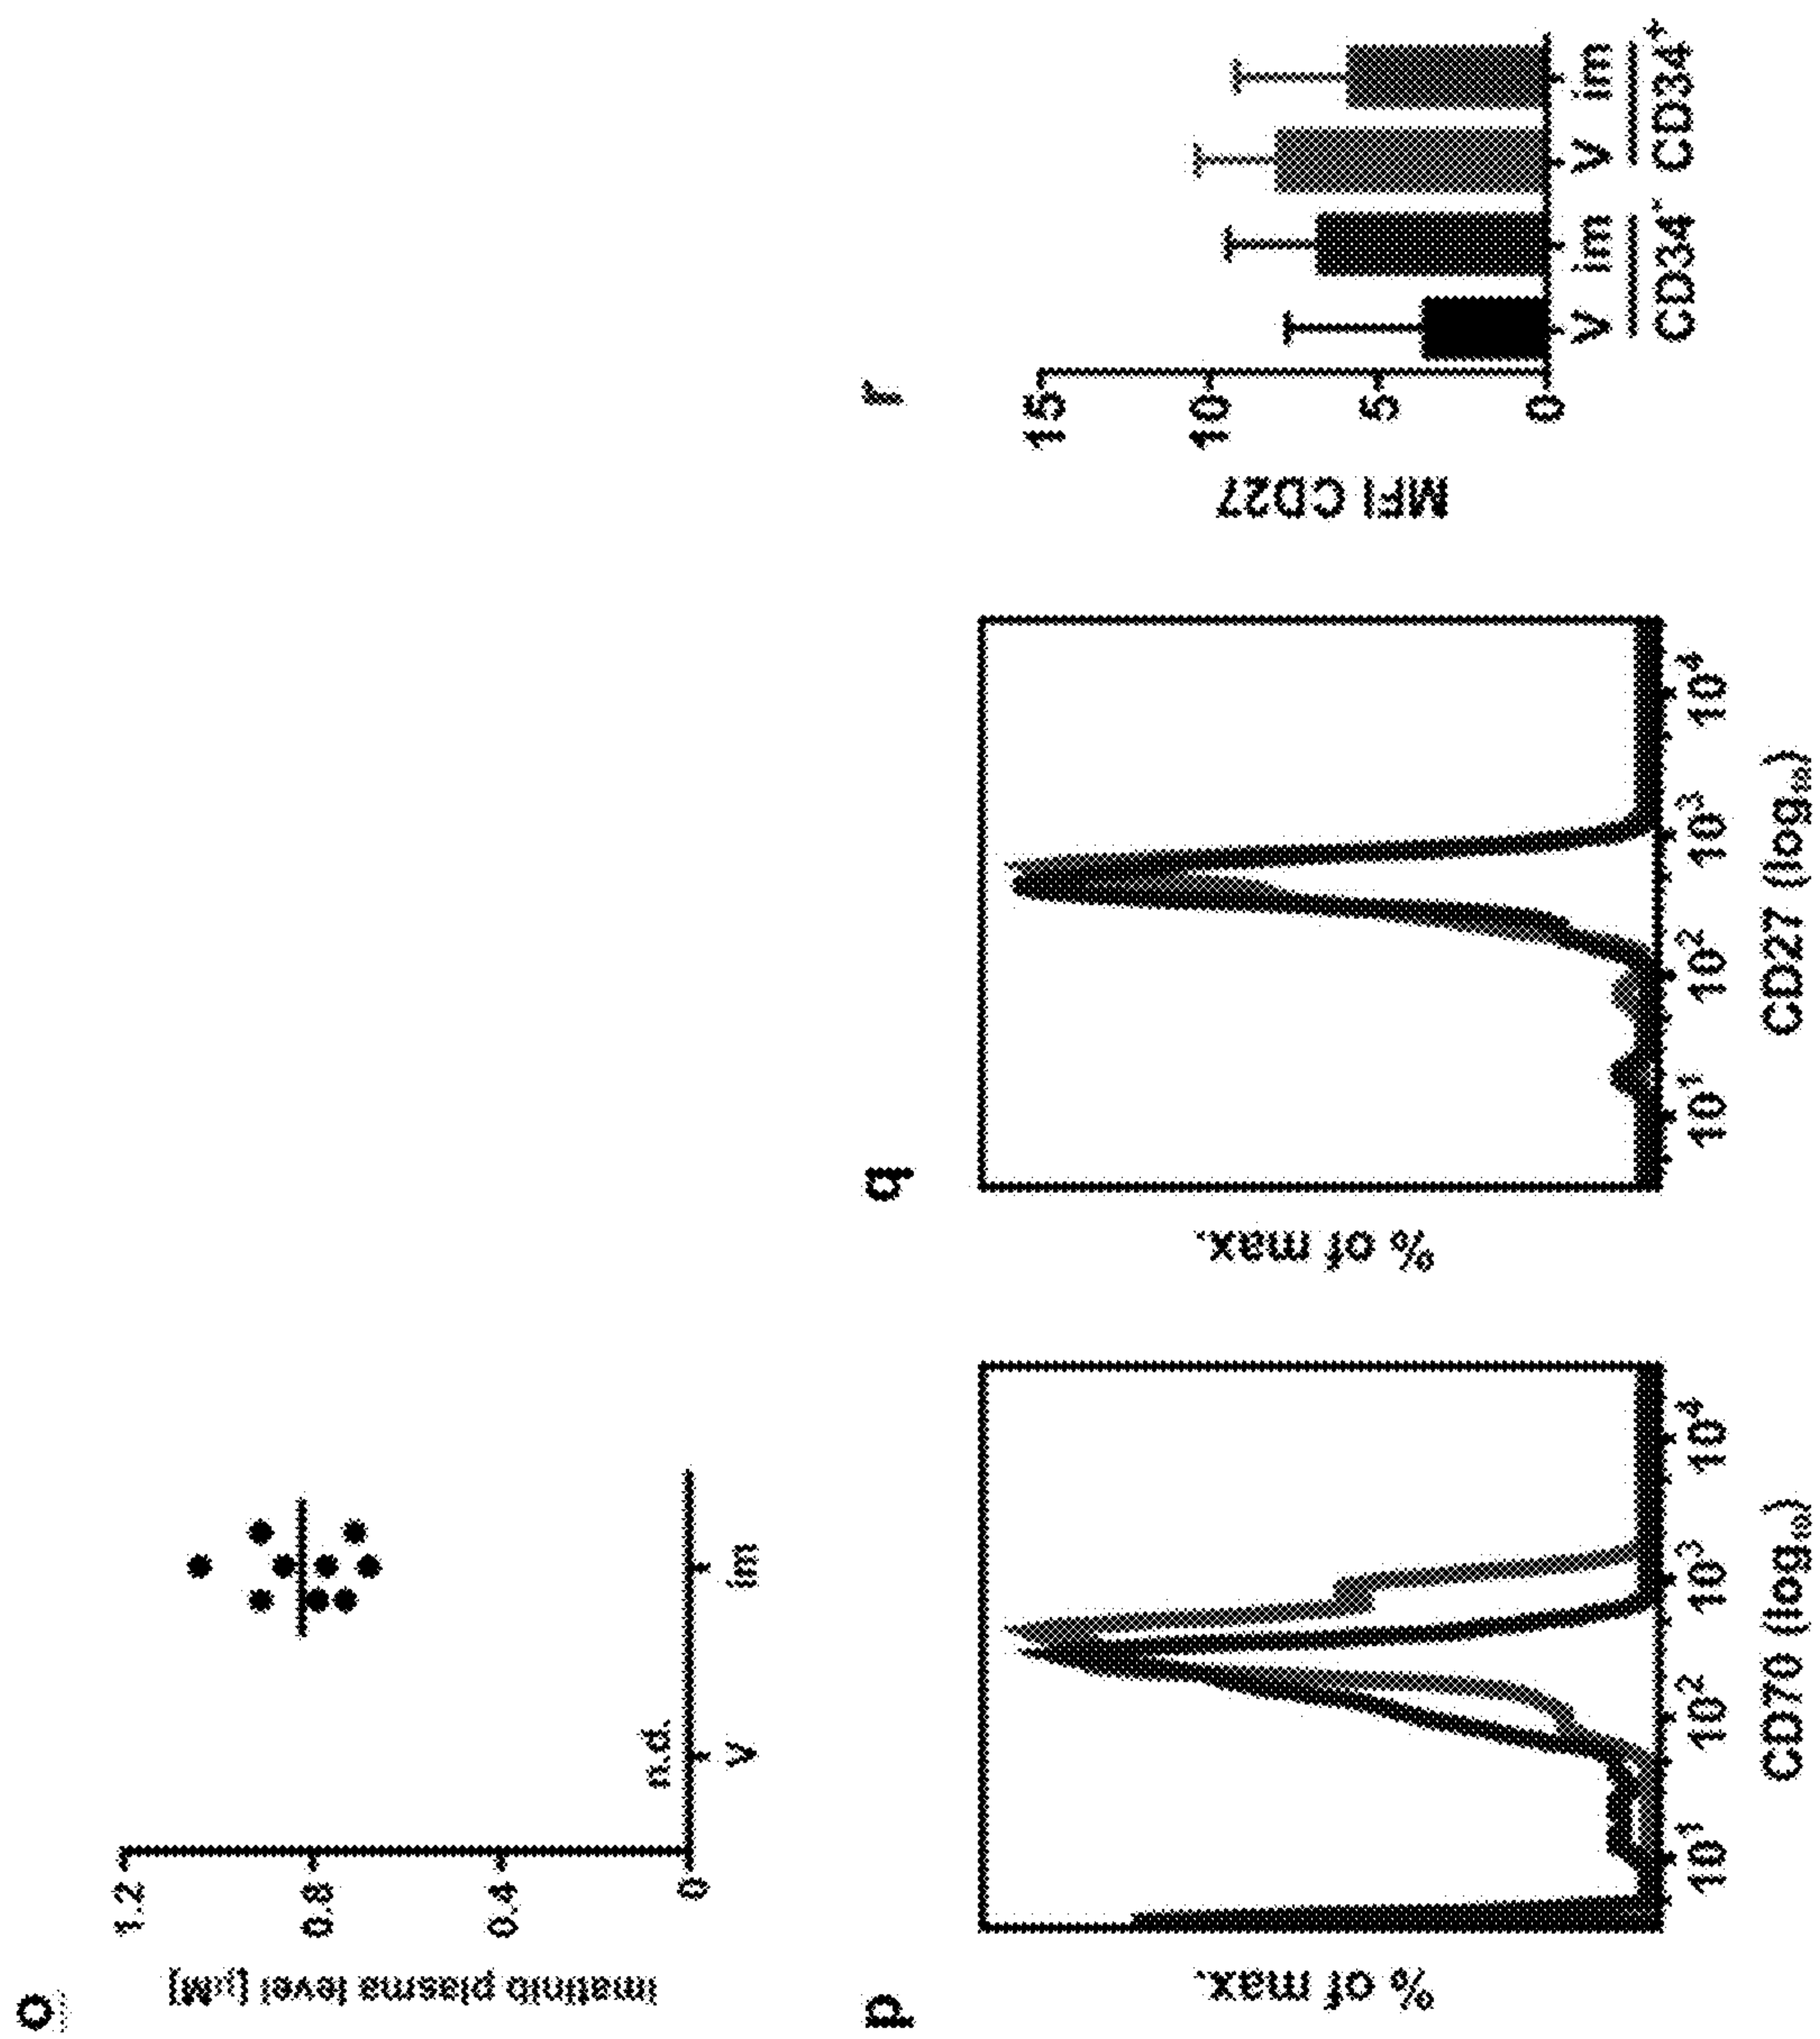 o
imatinib plasma level [µM]
1.2
0.8
0.4
0
n.d.
V im
p
% of max.
10¹ 10² 10³ 10⁴
CD70 (log₁₀)
q
% of max.
10¹ 10² 10³ 10⁴
CD27 (log₁₀)
r
MFI CD27
15
10
5
0
V im V im
CD34⁻ CD34⁺